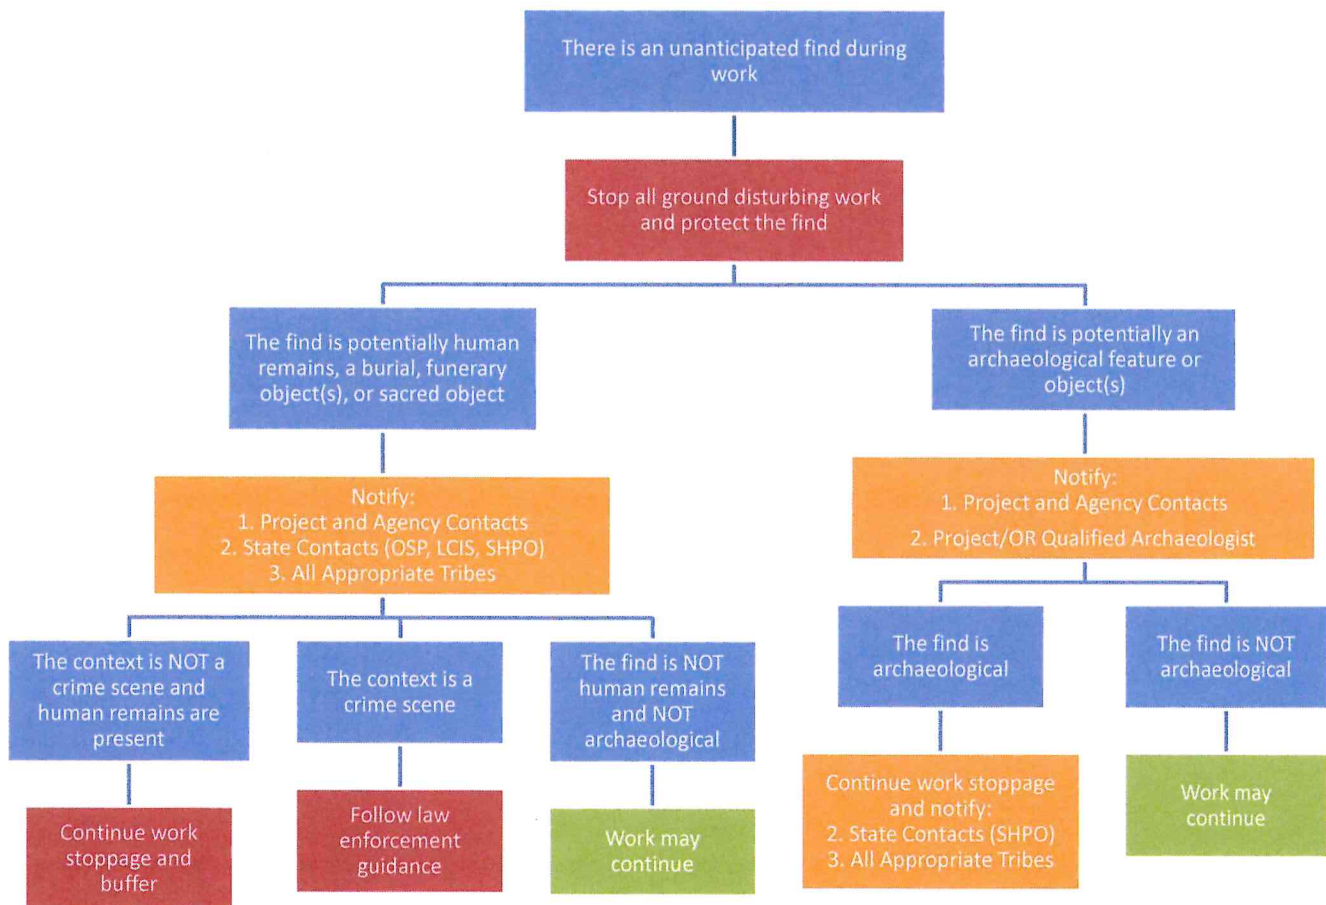 There is an unanticipated find during
work
Stop all ground disturbing work
and protect the find
The find is potentially human
remains, a burial, funerary
object(s), or sacred object
The find is potentially an
archaeological feature or
object(s)
Notify:
1. Project and Agency Contacts
2. State Contacts (OSP, LCIS, SHPO)
3. All Appropriate Tribes
Notify:
1. Project and Agency Contacts
2. Project/OR Qualified Archaeologist
The context is NOT a
crime scene and
human remains are
present
The context is a
crime scene
The find is NOT
human remains
and NOT
archaeological
The find is
archaeological
The find is NOT
archaeological
Continue work
stoppage and
buffer
Follow law
enforcement
guidance
Work may
continue
Continue work stoppage
and notify:
2. State Contacts (SHPO)
3. All Appropriate Tribes
Work may
continue